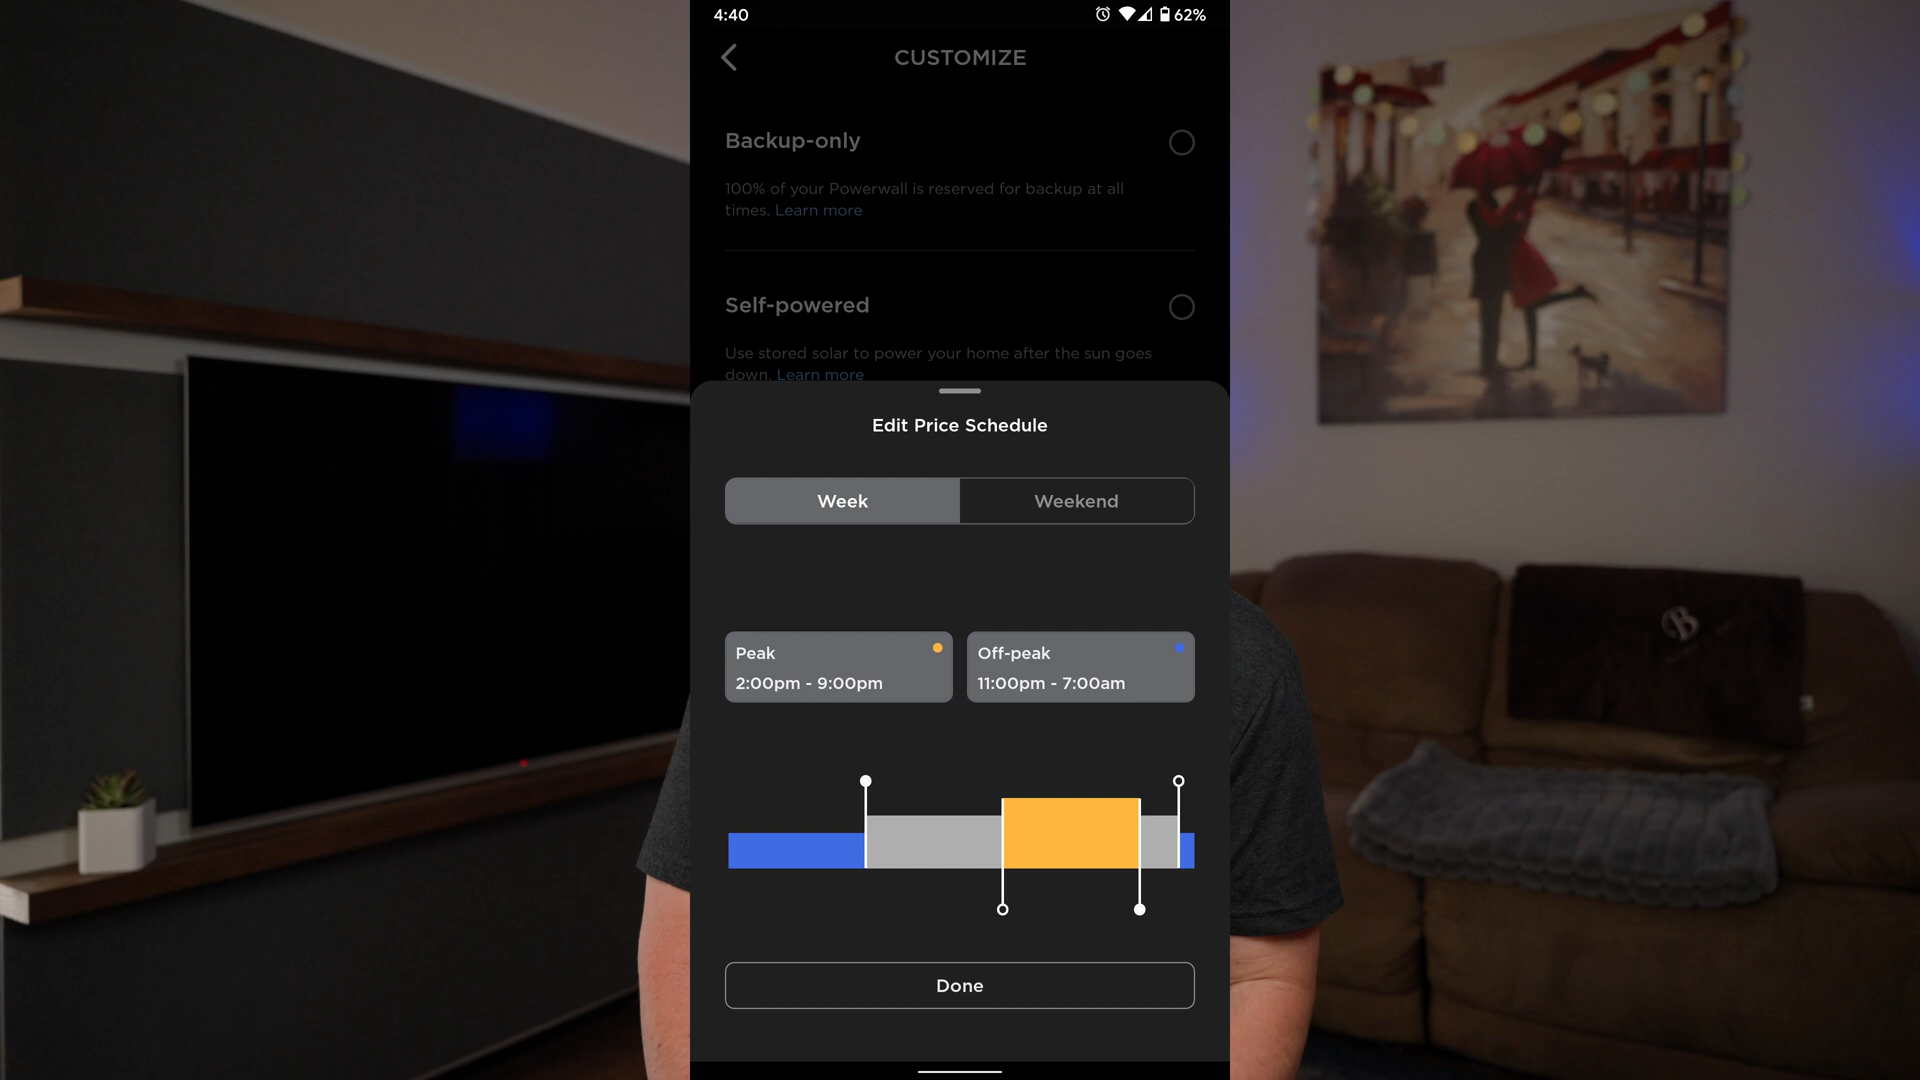 4:40
62%
CUSTOMIZE
Backup-only
100% of your Powerwall is reserved for backup at all
times. Learn more
Self-powered
Use stored solar to power your home after the sun goes
down. Learn more
Edit Price Schedule
Week
Weekend
Peak
2:00pm - 9:00pm
Off-peak
11:00pm - 7:00am
Done
B